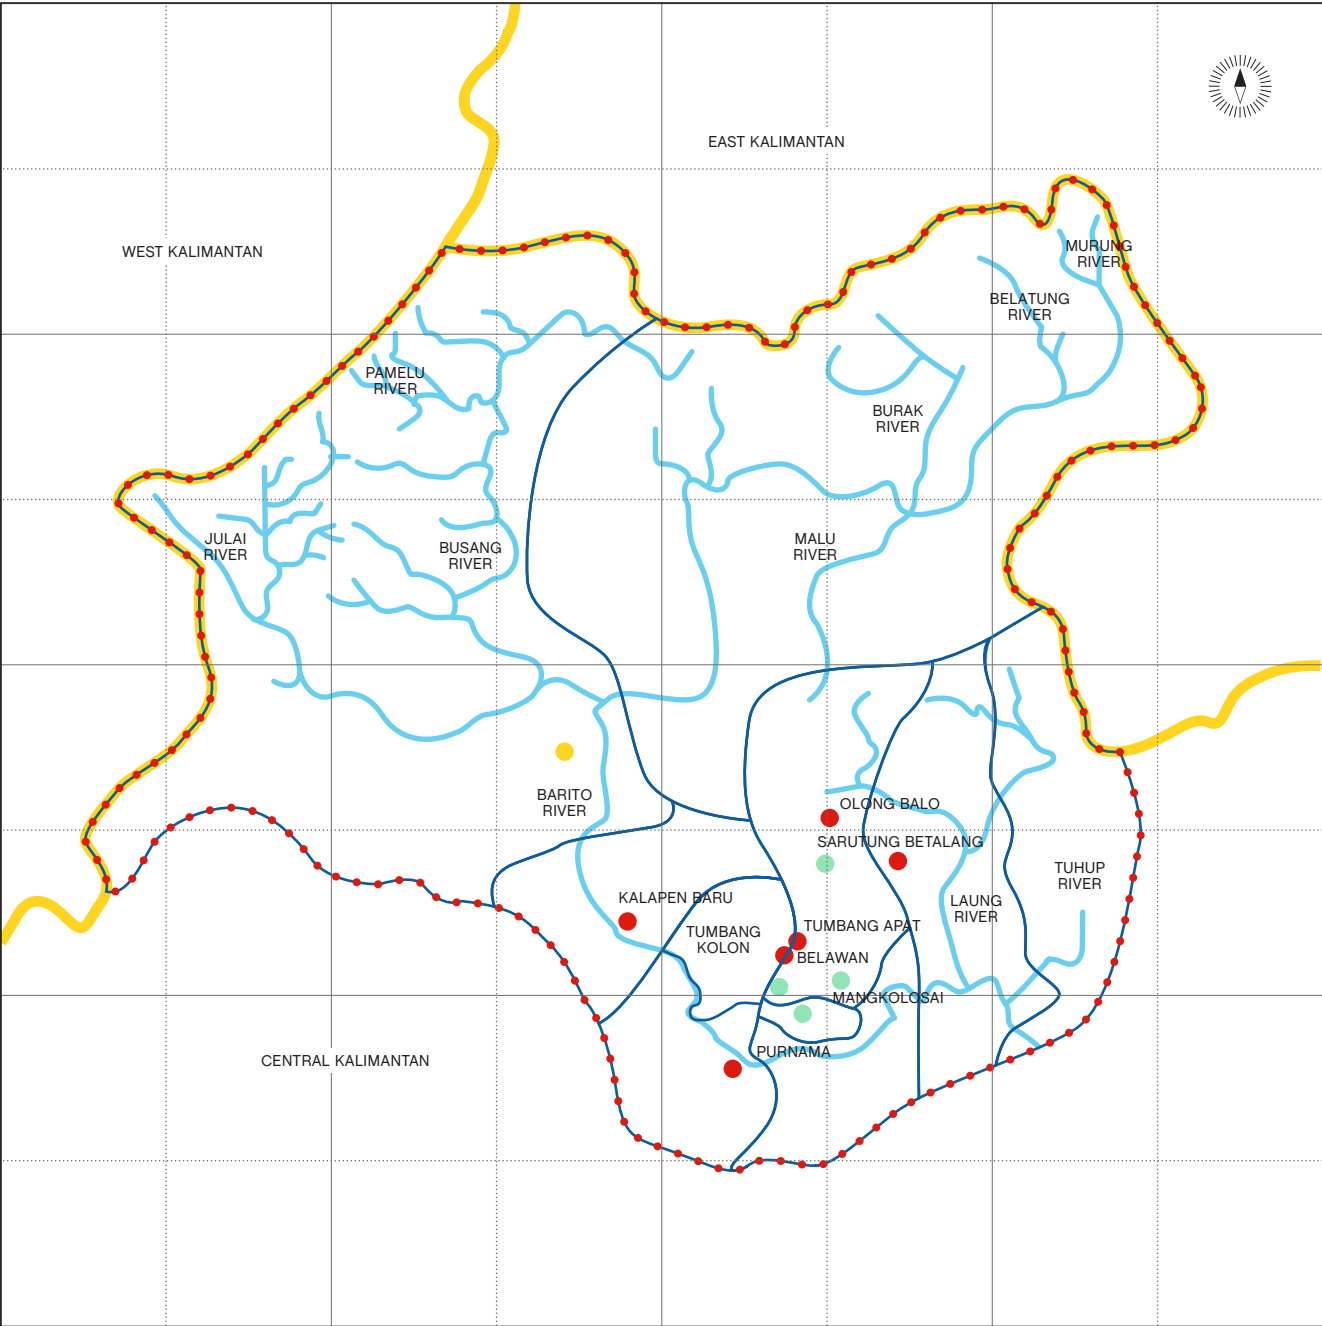 EAST KALIMANTAN
WEST KALIMANTAN
MURUNG
RIVER
BELATUNG
RIVER
PAMELU
RIVER
BURAK
RIVER
JULAI
RIVER
BUSANG
RIVER
MALU
RIVER
BARITO
RIVER
OLONG BALO
SARUTUNG BETALANG
TUHUP
RIVER
KALAPEN BARU
LAUNG
RIVER
TUMBANG
KOLON
TUMBANG APAT
BELAWAN
MANGKOLOSAI
PURNAMA
CENTRAL KALIMANTAN